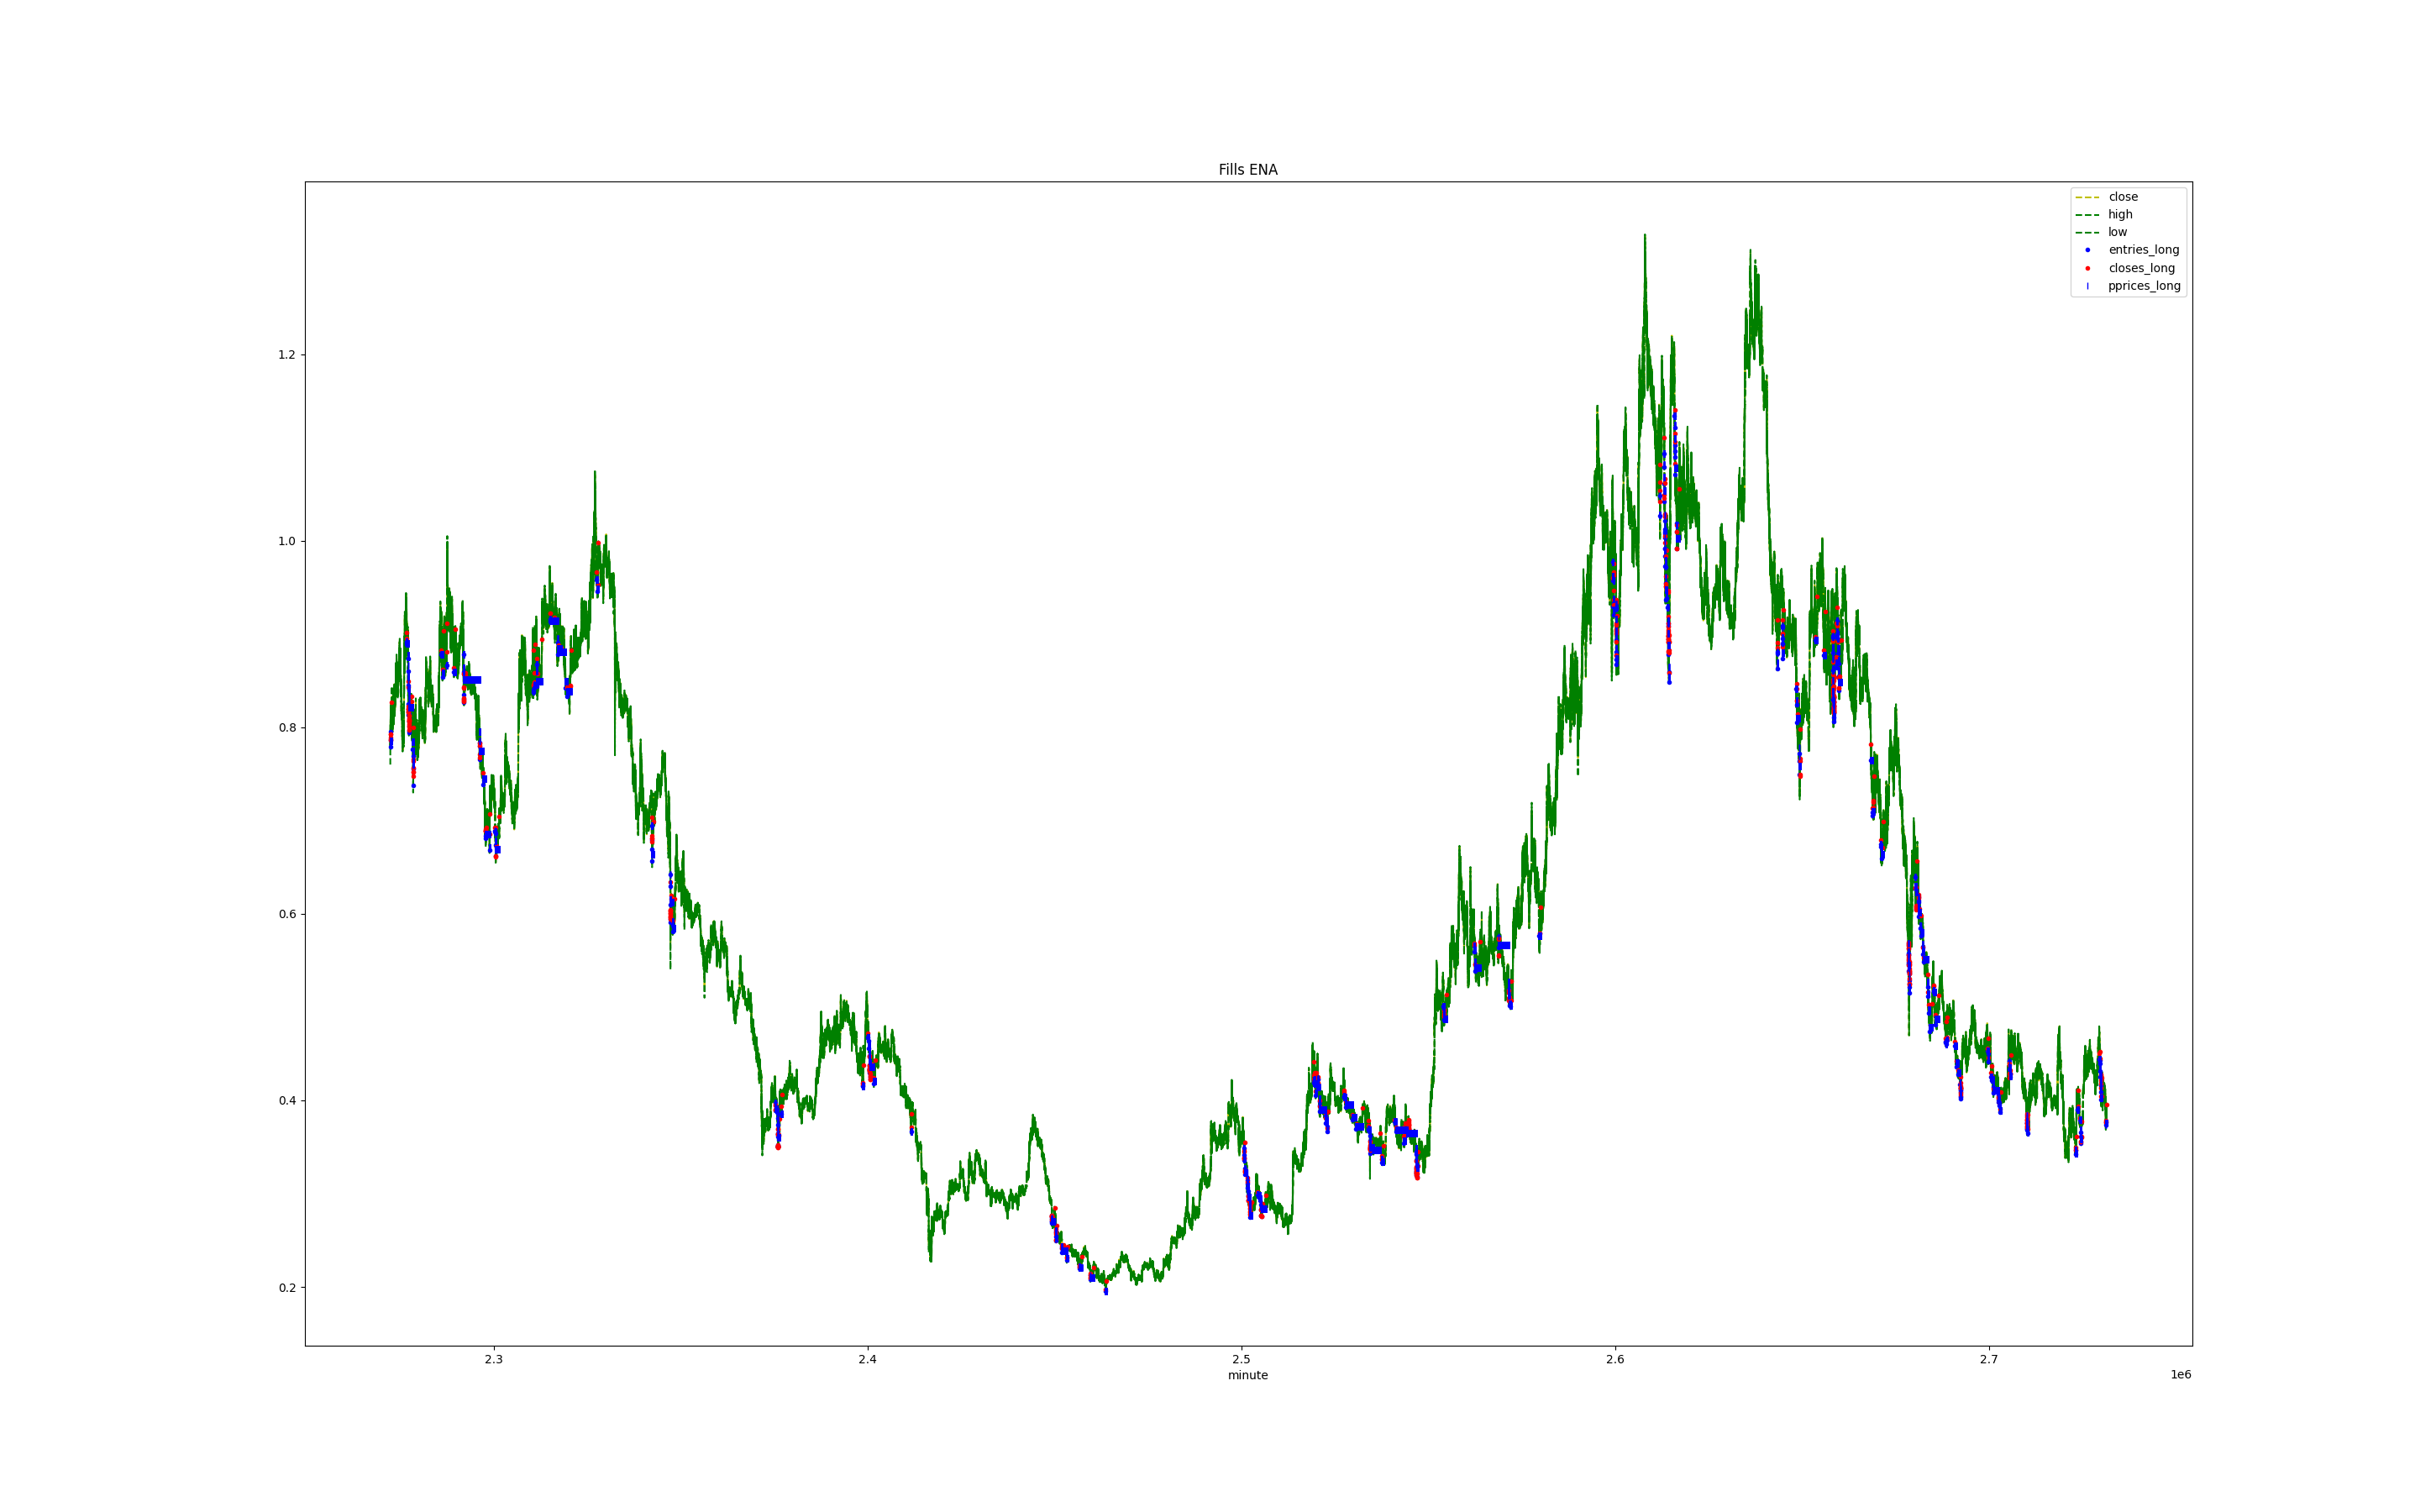 Fills ENA
close
high
low
entries_long
closes_long
pprices_long
1.2
1.0
0.8
0.6
0.4
0.2
2.3 2.4 2.5 2.6 2.7
minute
1e6